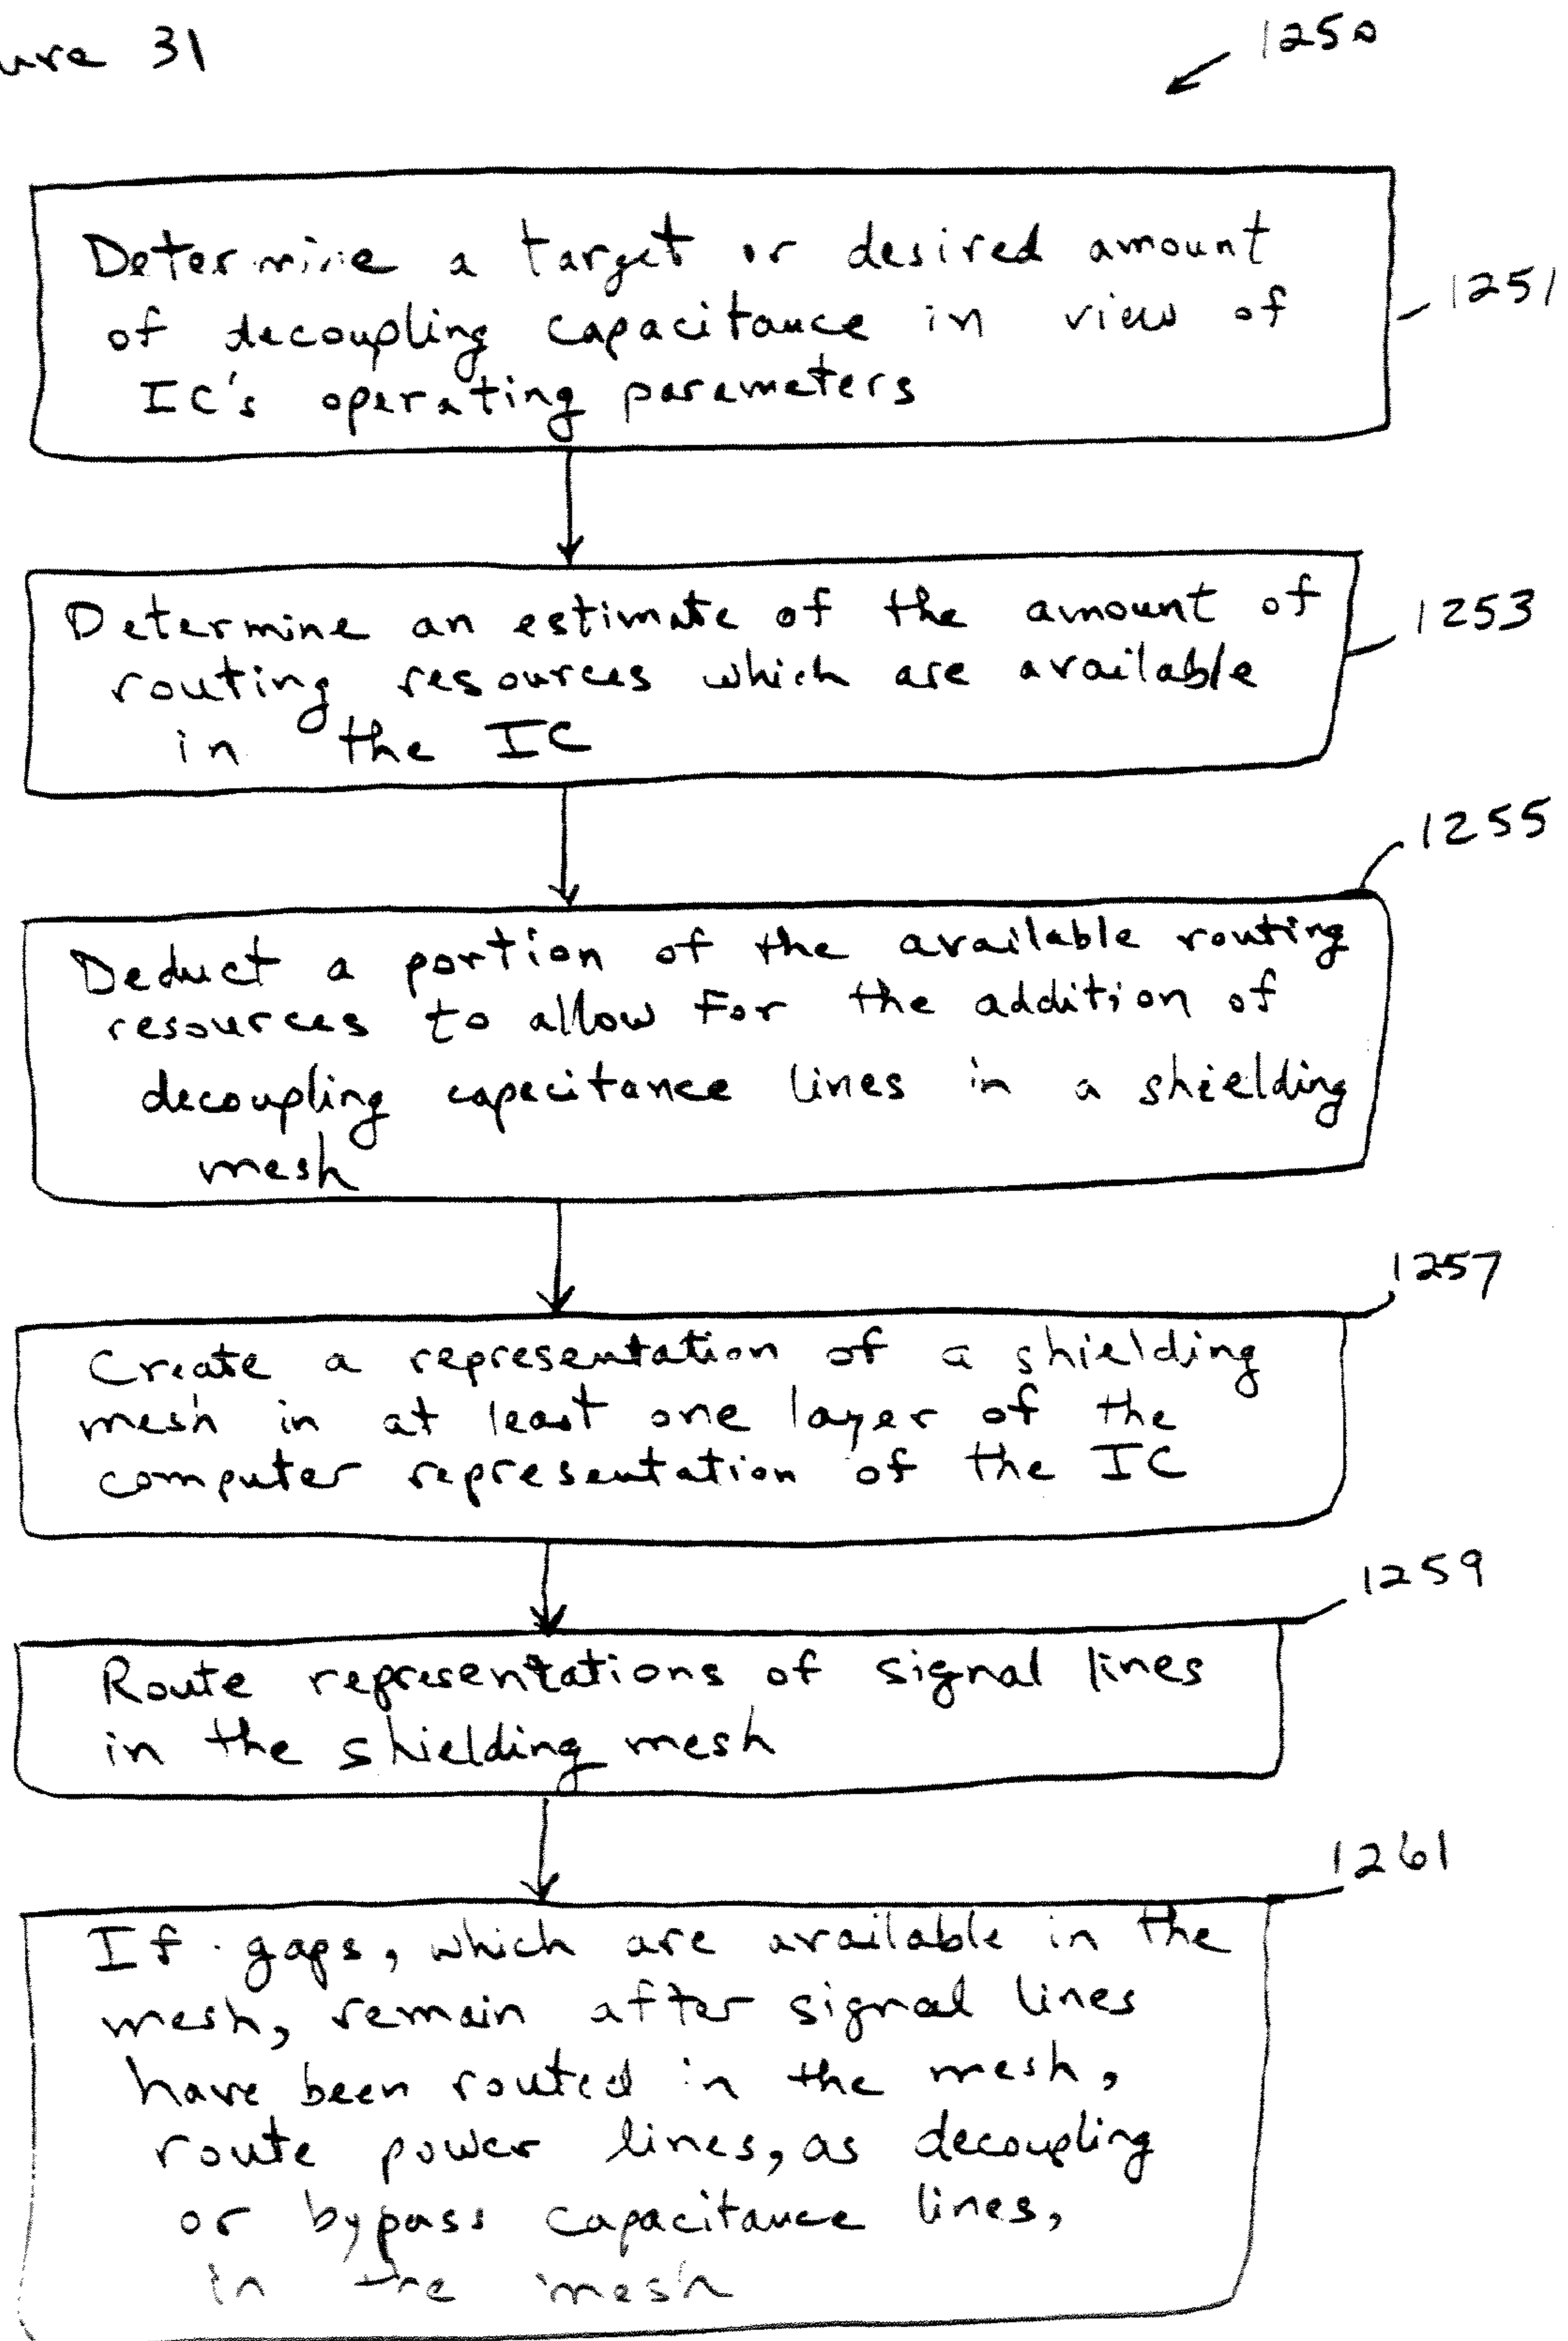 ure 31
1250
Determine a target or desired amount
of decoupling capacitance in view of
IC's operating parameters
1251
Determine an estimate of the amount of
routing resources which are available
in the IC
1253
1255
Deduct a portion of the available routing
resources to allow for the addition of
decoupling capacitance lines in a shielding
mesh
1257
Create a representation of a shielding
mesh in at least one layer of the
computer representation of the IC
1259
Route representations of signal lines
in the shielding mesh
1261
If gaps, which are available in the
mesh, remain after signal lines
have been routed in the mesh,
route power lines, as decoupling
or bypass capacitance lines,
in the mesh